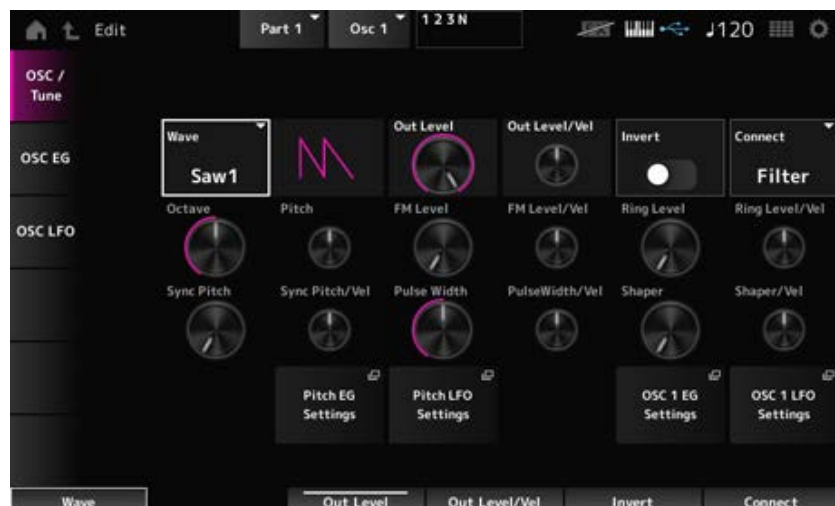 Edit
Part 1
Osc 1
1 2 3 N
♩120
OSC /
Tune
OSC EG
OSC LFO
Wave
Saw1
Out Level
Out Level/Vel
Invert
Connect
Filter
Octave
Pitch
FM Level
FM Level/Vel
Ring Level
Ring Level/Vel
Sync Pitch
Sync Pitch/Vel
Pulse Width
PulseWidth/Vel
Shaper
Shaper/Vel
Pitch EG
Settings
Pitch LFO
Settings
OSC 1 EG
Settings
OSC 1 LFO
Settings
Wave
Out Level
Out Level/Vel
Invert
Connect